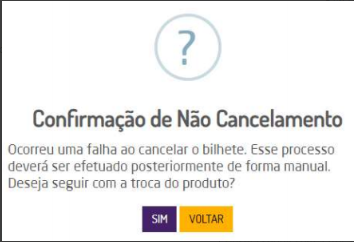 ?
Confirmação de Não Cancelamento
Ocorreu uma falha ao cancelar o bilhete. Esse processo
deverá ser efetuado posteriormente de forma manual.
Deseja seguir com a troca do produto?
SIM VOLTAR